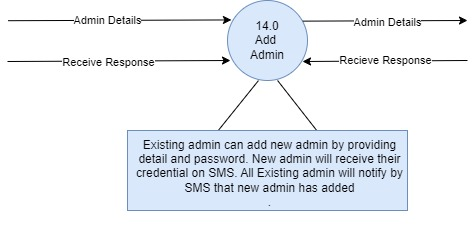 Admin Details
14.0
Add
Admin
Admin Details
Receive Response
Recieve Response
Existing admin can add new admin by providing
detail and password. New admin will receive their
credential on SMS. All Existing admin will notify by
SMS that new admin has added
.